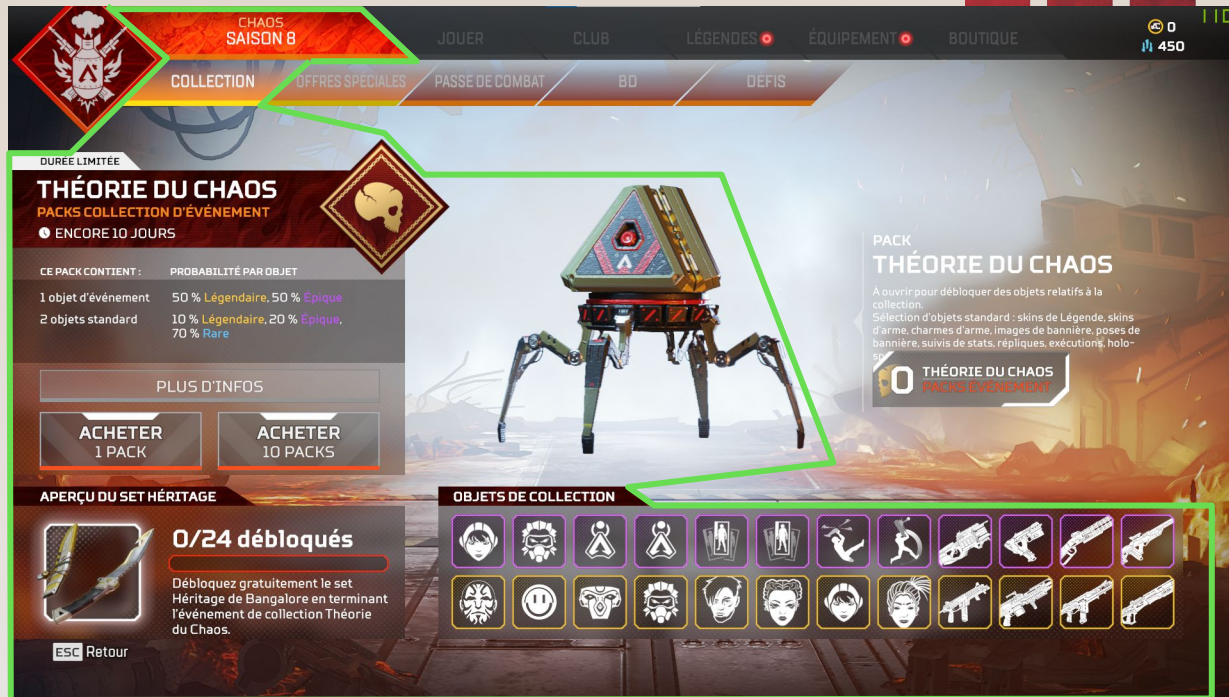 CHAOS
SAISON 8
JOUER
CLUB
LÉGENDES
ÉQUIPEMENT
BOUTIQUE
0
450
COLLECTION
OFFRES SPÉCIALES
PASSE DE COMBAT
BD
DÉFIS
DURÉE LIMITÉE
THÉORIE DU CHAOS
PACKS COLLECTION D'ÉVÉNEMENT
ENCORE 10 JOURS
CE PACK CONTIENT :
PROBABILITÉ PAR OBJET
1 objet d'événement
50 % Légendaire, 50 % Épique
2 objets standard
10 % Légendaire, 20 % Épique,
70 % Rare
PLUS D'INFOS
ACHETER
1 PACK
ACHETER
10 PACKS
PACK
THÉORIE DU CHAOS
À ouvrir pour débloquer des objets relatifs à la
collection.
Sélection d'objets standard : skins de Légende, skins
d'arme, charmes d'arme, images de bannière, poses de
bannière, suivis de stats, répliques, exécutions, holo-
0
THÉORIE DU CHAOS
PACKS ÉVÉNEMENT
APERÇU DU SET HÉRITAGE
0/24 débloqués
Débloquez gratuitement le set
Héritage de Bangalore en terminant
l'événement de collection Théorie
du Chaos.
OBJETS DE COLLECTION
ESC Retour